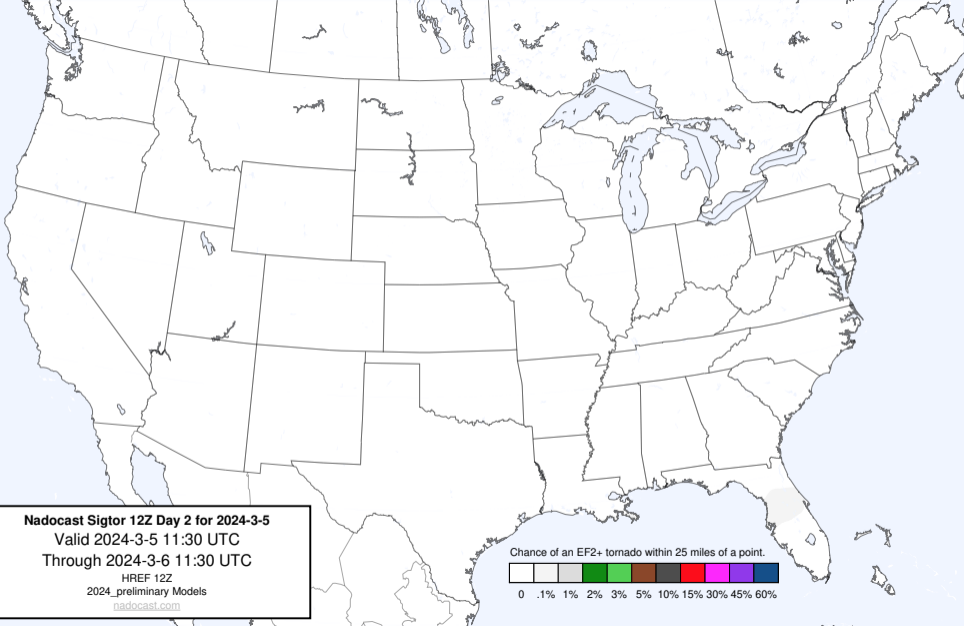 Nadocast Sigtor 12Z Day 2 for 2024-3-5
Valid 2024-3-5 11:30 UTC
Through 2024-3-6 11:30 UTC
HREF 12Z
2024_preliminary Models
nadocast.com
Chance of an EF2+ tornado within 25 miles of a point.
0 .1% 1% 2% 3% 5% 10% 15% 30% 45% 60%